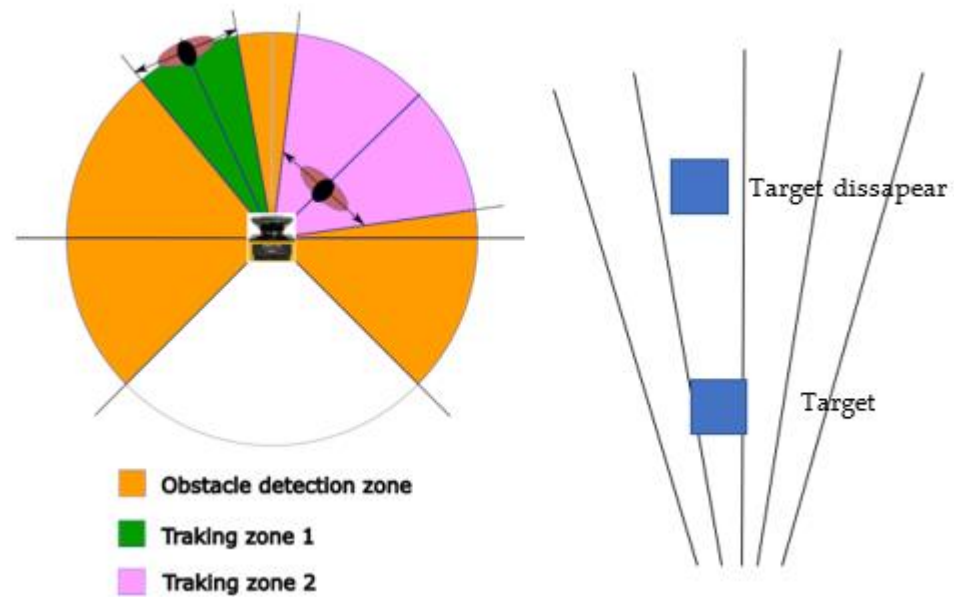 Obstacle detection zone
Traking zone 1
Traking zone 2
Target dissapear
Target